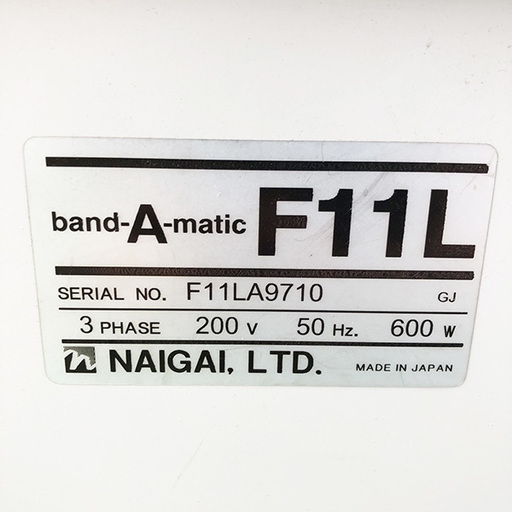 band-A-matic F11L
SERIAL NO. F11LA9710 GJ
3 PHASE 200 V 50 Hz. 600 W
n NAIGAI, LTD. MADE IN JAPAN